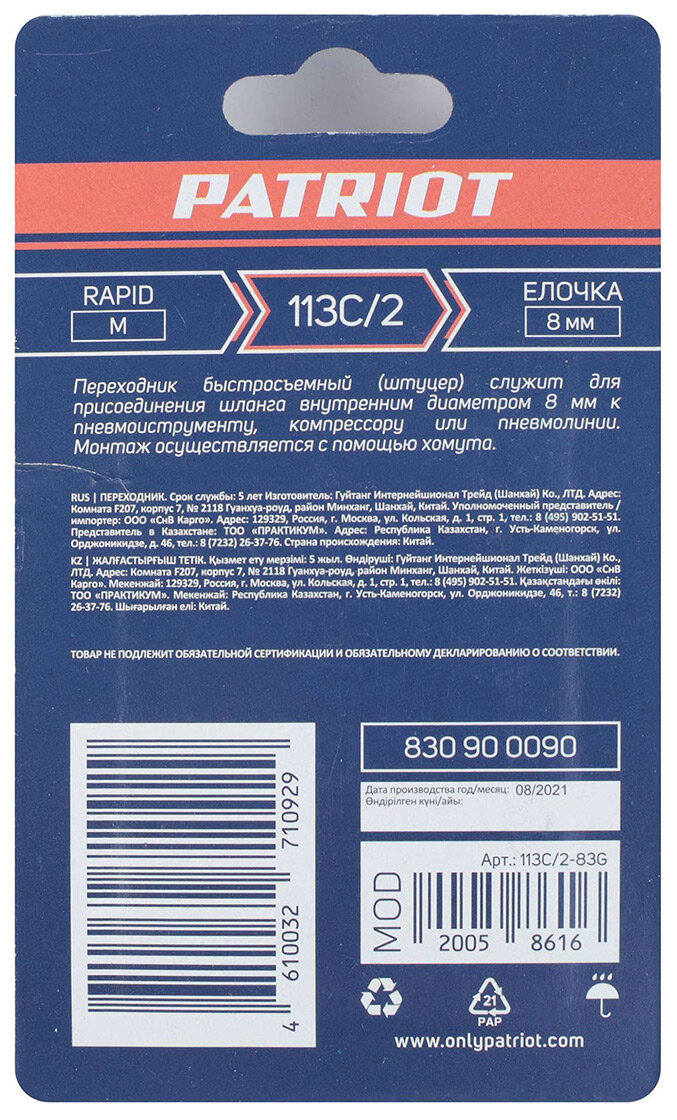 PATRIOT
RAPID
M
113C/2
ЕЛОЧКА
8 мм
Переходник быстросъемный (штуцер) служит для
присоединения шланга внутренним диаметром 8 мм к
пневмоиструменту, компрессору или пневмолинии.
Монтаж осуществляется с помощью хомута.
RUS | ПЕРЕХОДНИК. Срок службы: 5 лет Изготовитель: Гуйтанг Интернейшионал Трейд (Шанхай) Ко., ЛТД. Адрес:
Комната F207, корпус 7, № 2118 Гуанхуа-роуд, район Минханг, Шанхай, Китай. Уполномоченный представитель /
импортер: ООО «СнВ Карго». Адрес: 129329, Россия, г. Москва, ул. Кольская, д. 1, стр. 1, тел.: 8 (495) 902-51-51.
Представитель в Казахстане: ТОО «ПРАКТИКУМ». Адрес: Республика Казахстан, г. Усть-Каменогорск, ул.
Орджоникидзе, д. 46, тел.: 8 (7232) 26-37-76. Страна происхождения: Китай.
KZ | ЖАЛҒАСТЫРҒЫШ ТЕТІК. Қызмет ету мерзімі: 5 жыл. Өндіруші: Гуйтанг Интернейшионал Трейд (Шанхай) Ко.,
ЛТД. Адрес: Комната F207, корпус 7, № 2118 Гуанхуа-роуд, район Минханг, Шанхай, Китай. Жеткізуші: ООО «СнВ
Карго». Мекенжай: 129329, Россия, г. Москва, ул. Кольская, д. 1, стр. 1, тел.: 8 (495) 902-51-51. Қазақстандағы өкілі:
ТОО «ПРАКТИКУМ». Мекенжай: Республика Казахстан, г. Усть-Каменогорск, ул. Орджоникидзе, 46, т.: 8 (7232)
26-37-76. Шығарылған елі: Китай.
ТОВАР НЕ ПОДЛЕЖИТ ОБЯЗАТЕЛЬНОЙ СЕРТИФИКАЦИИ И ОБЯЗАТЕЛЬНОМУ ДЕКЛАРИРОВАНИЮ О СООТВЕТСТВИИ.
4 610032 710929
830 90 0090
Дата производства год/месяц: 08/2021
Өндірілген күні/айы:
Арт.: 113C/2-83G
MOD
2005 8616
21
PAP
www.onlypatriot.com